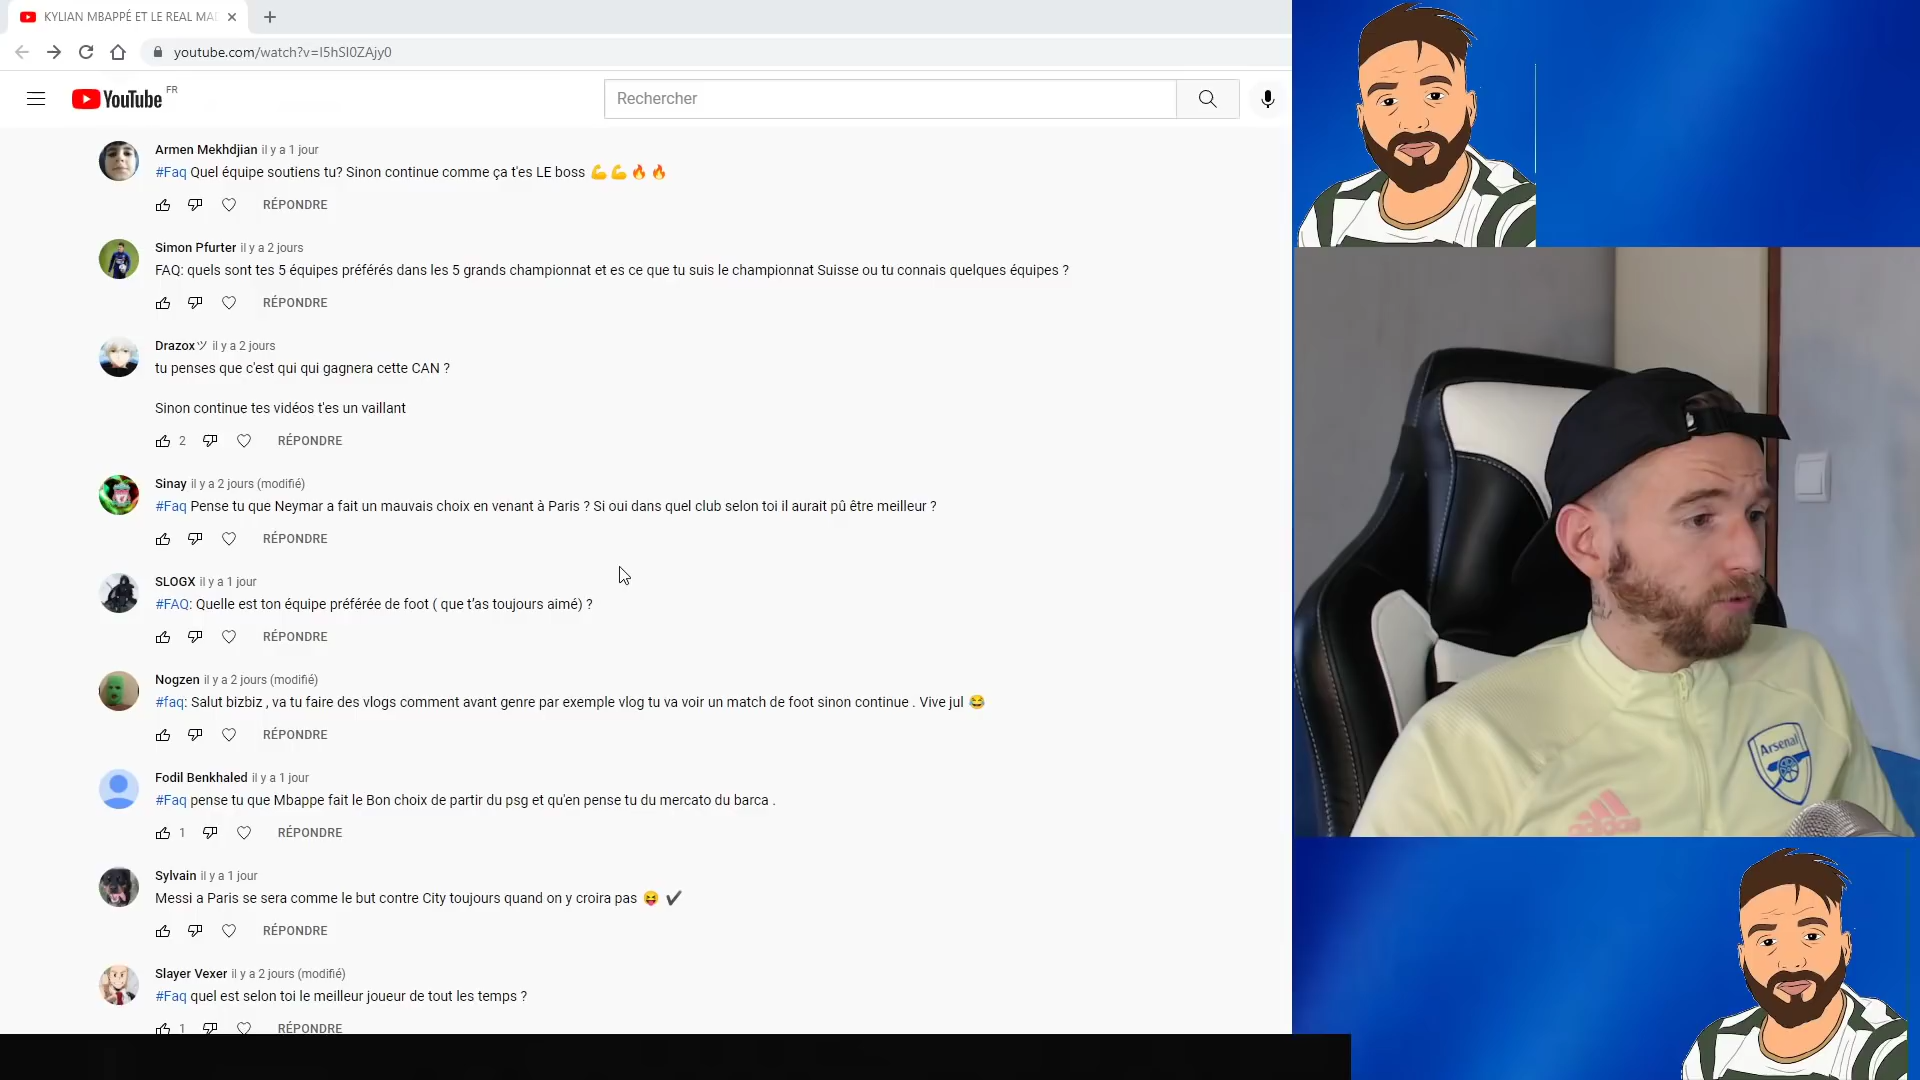 KYLIAN MBAPPÉ ET LE REAL MA
youtube.com/watch?v=I5hSl0ZAjy0
YouTube FR
Rechercher
Armen Mekhdjian il y a 1 jour
#Faq Quel équipe soutiens tu? Sinon continue comme ça t'es LE boss 💪💪🔥🔥
RÉPONDRE
Simon Pfurter il y a 2 jours
FAQ: quels sont tes 5 équipes préférés dans les 5 grands championnat et es ce que tu suis le championnat Suisse ou tu connais quelques équipes ?
RÉPONDRE
Drazoxツ il y a 2 jours
tu penses que c'est qui qui gagnera cette CAN ?
Sinon continue tes vidéos t'es un vaillant
2 RÉPONDRE
Sinay il y a 2 jours (modifié)
#Faq Pense tu que Neymar a fait un mauvais choix en venant à Paris ? Si oui dans quel club selon toi il aurait pû être meilleur ?
RÉPONDRE
SLOGX il y a 1 jour
#FAQ: Quelle est ton équipe préférée de foot ( que t’as toujours aimé) ?
RÉPONDRE
Nogzen il y a 2 jours (modifié)
#faq: Salut bizbiz , va tu faire des vlogs comment avant genre par exemple vlog tu va voir un match de foot sinon continue . Vive jul 😂
RÉPONDRE
Fodil Benkhaled il y a 1 jour
#Faq pense tu que Mbappe fait le Bon choix de partir du psg et qu'en pense tu du mercato du barca .
1 RÉPONDRE
Sylvain il y a 1 jour
Messi a Paris se sera comme le but contre City toujours quand on y croira pas 😝 ✔
RÉPONDRE
Slayer Vexer il y a 2 jours (modifié)
#Faq quel est selon toi le meilleur joueur de tout les temps ?
1 RÉPONDRE
Arsenal
adidas